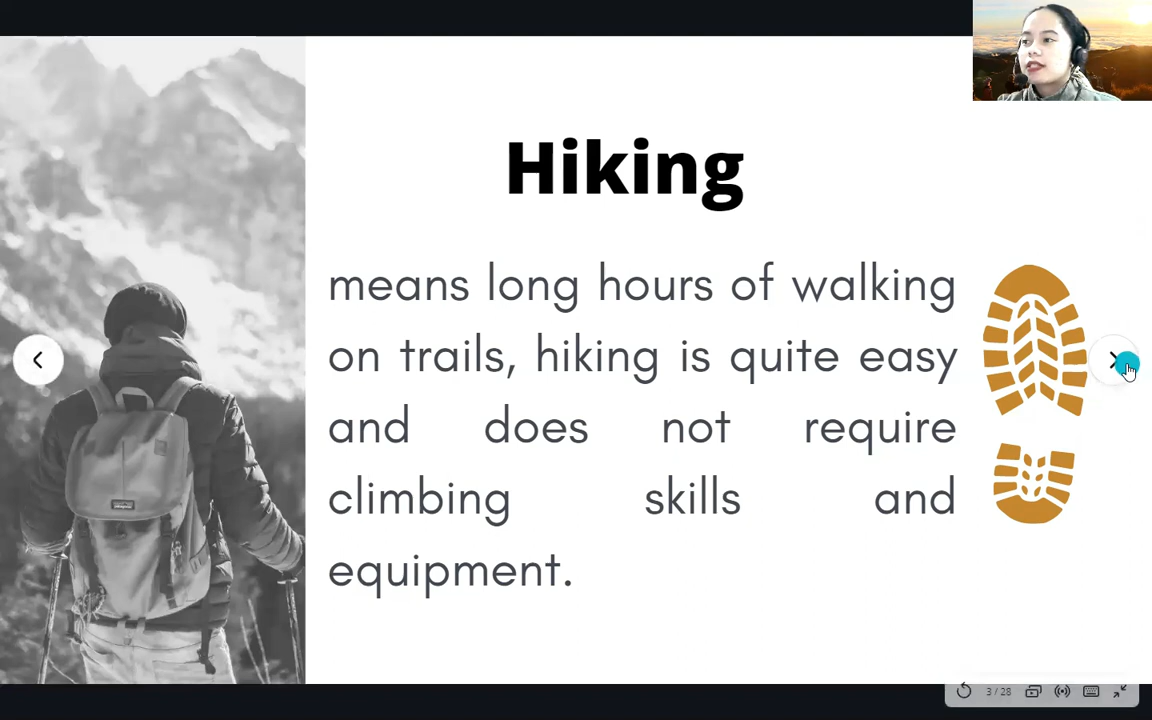 Hiking
means long hours of walking
on trails, hiking is quite easy
and does not require
climbing skills and
equipment.
3 / 28